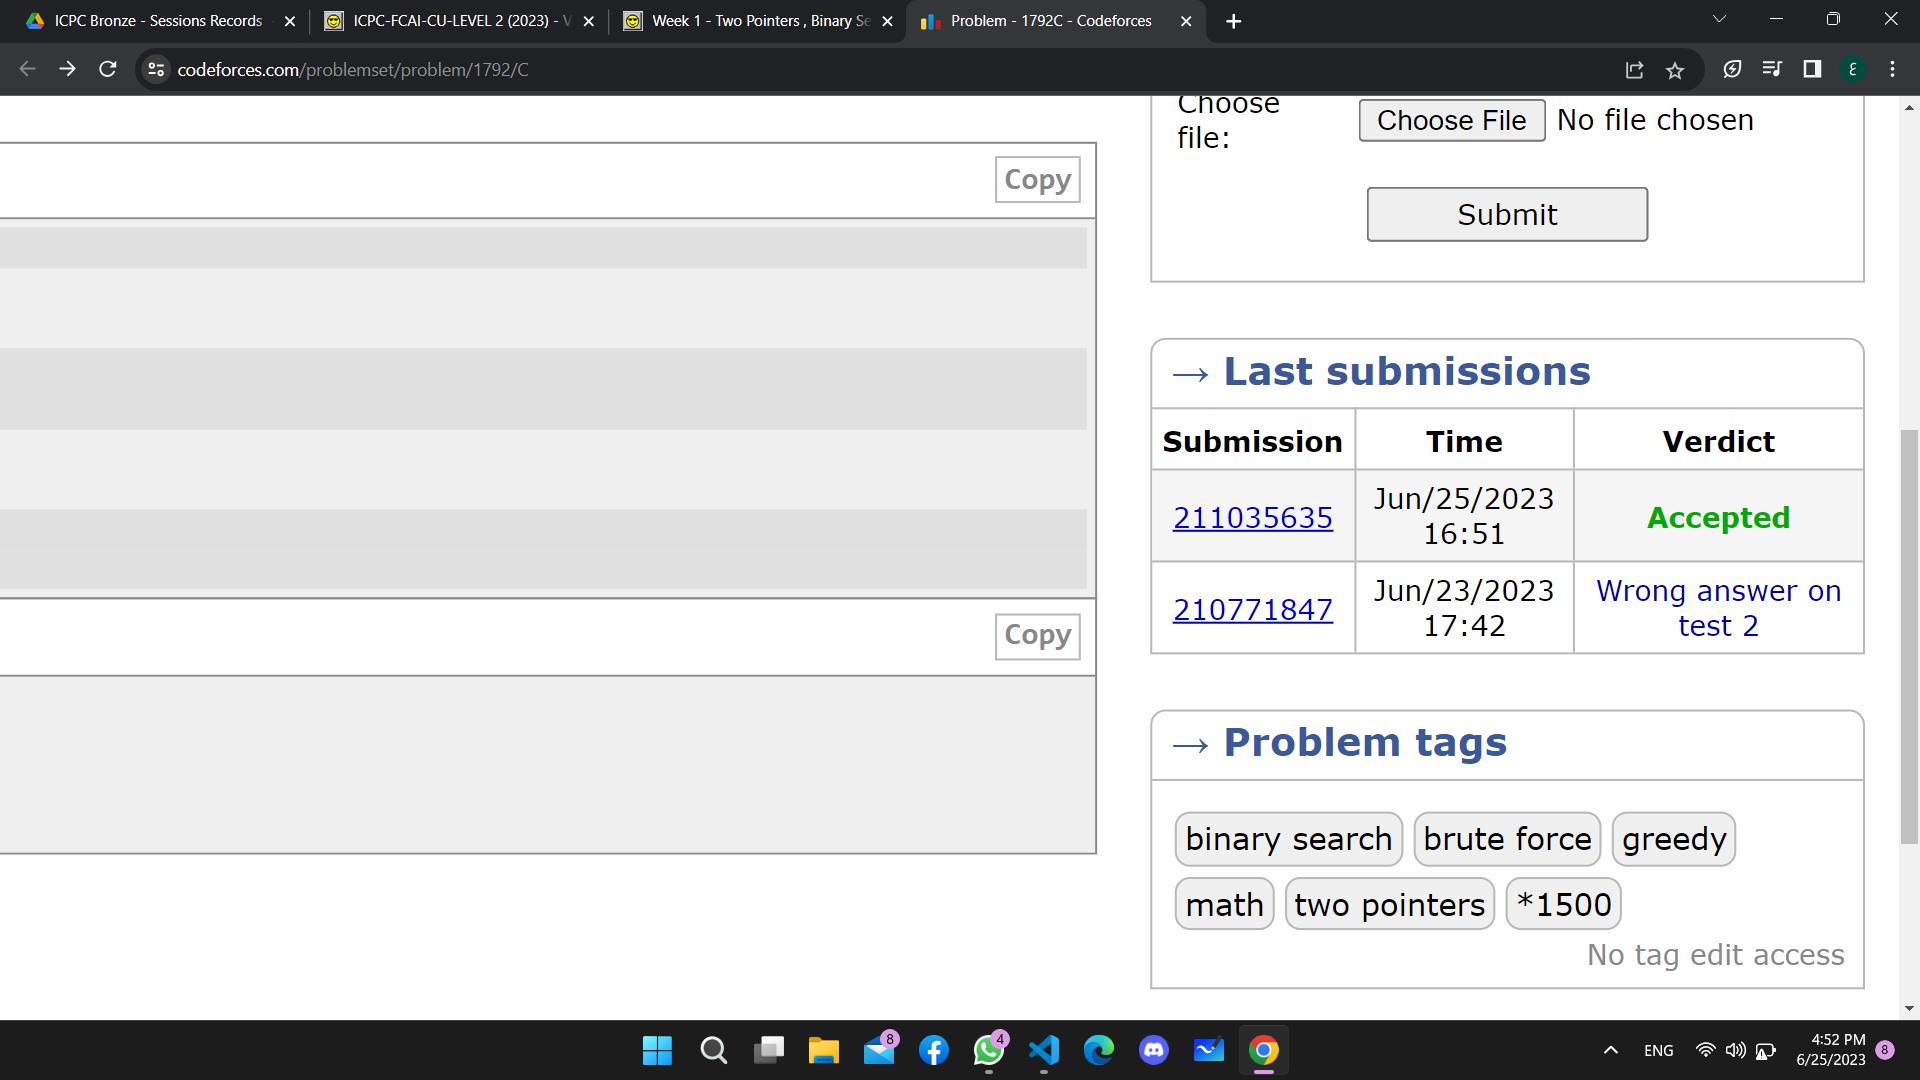 ICPC Bronze - Sessions Records
ICPC-FCAI-CU-LEVEL 2 (2023) - V
Week 1 - Two Pointers , Binary Se
Problem - 1792C - Codeforces
codeforces.com/problemset/problem/1792/C
Choose
file:
Choose File No file chosen
Copy
Submit
→ Last submissions
Submission Time Verdict
211035635 Jun/25/2023 16:51 Accepted
210771847 Jun/23/2023 17:42 Wrong answer on test 2
Copy
→ Problem tags
binary search brute force greedy
math two pointers *1500
No tag edit access
8
4
ENG
4:52 PM
6/25/2023
8